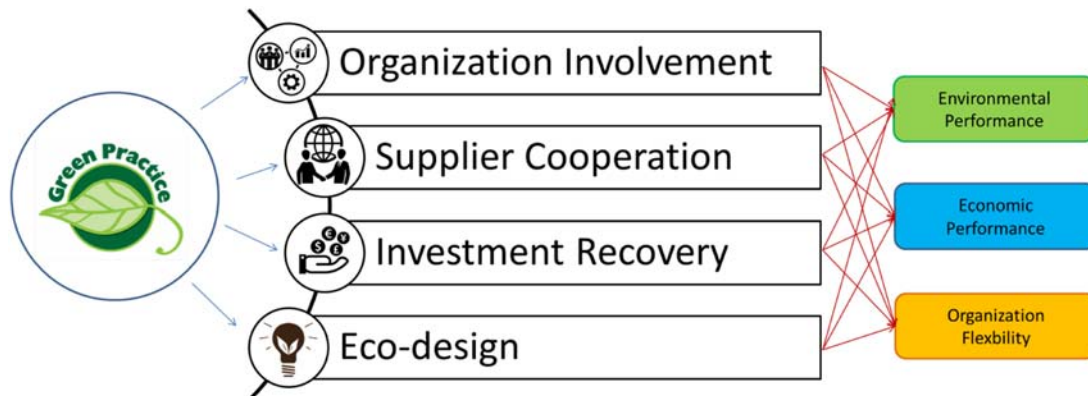 Green Practice
Organization Involvement
Supplier Cooperation
Investment Recovery
Eco-design
Environmental
Performance
Economic
Performance
Organization
Flexbility